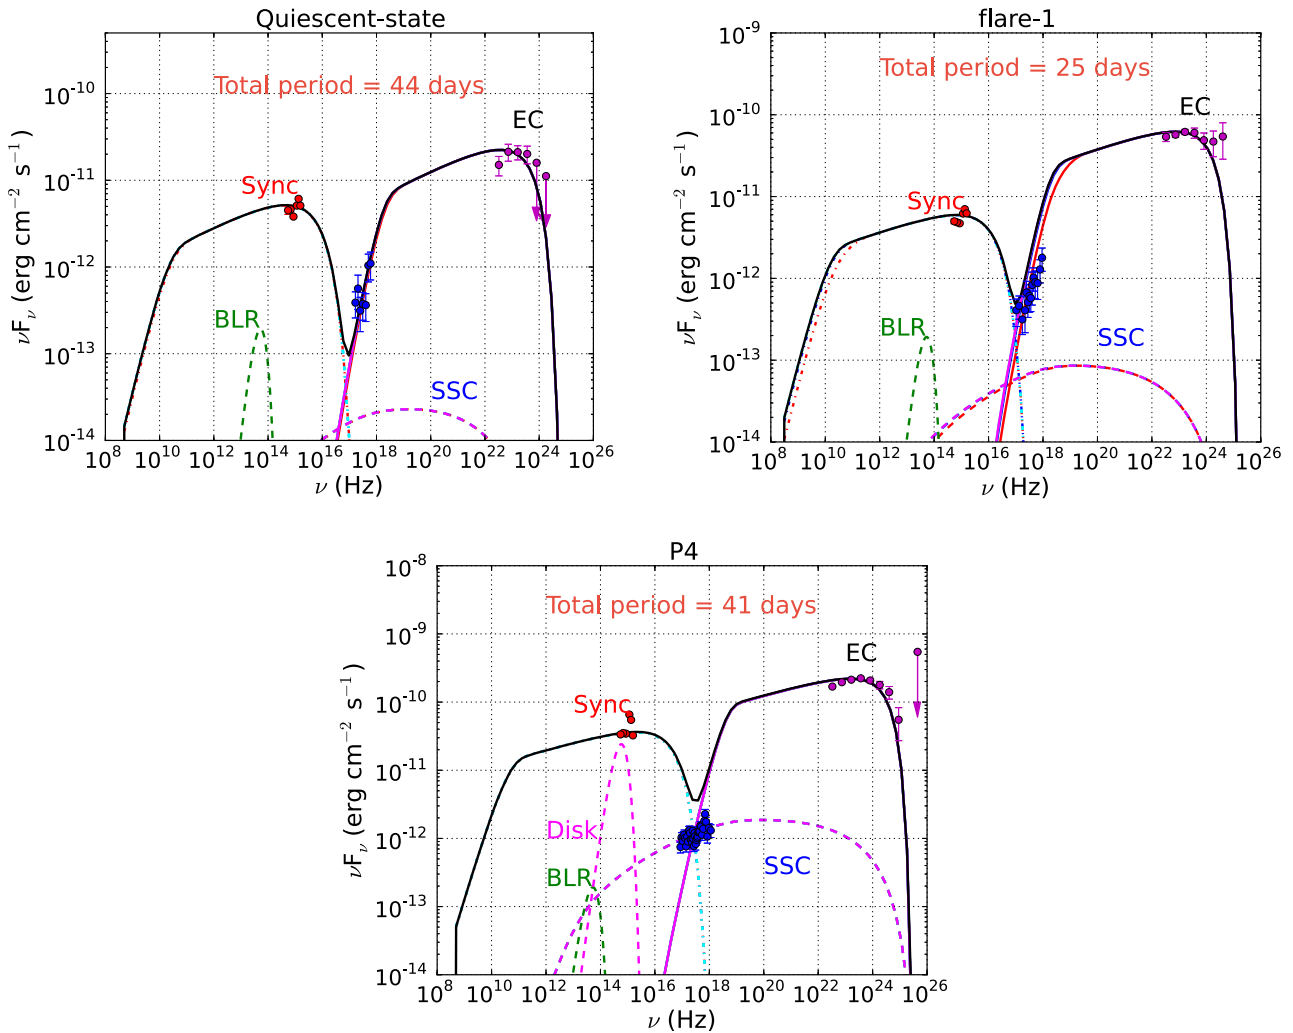 Quiescent-state
Total period = 44 days
EC
Sync
BLR
SSC
νF_ν (erg cm⁻² s⁻¹)
10⁻¹⁰
10⁻¹¹
10⁻¹²
10⁻¹³
10⁻¹⁴
10⁸ 10¹⁰ 10¹² 10¹⁴ 10¹⁶ 10¹⁸ 10²⁰ 10²² 10²⁴ 10²⁶
ν (Hz)
flare-1
Total period = 25 days
EC
Sync
BLR
SSC
νF_ν (erg cm⁻² s⁻¹)
10⁻⁹
10⁻¹⁰
10⁻¹¹
10⁻¹²
10⁻¹³
10⁻¹⁴
10⁸ 10¹⁰ 10¹² 10¹⁴ 10¹⁶ 10¹⁸ 10²⁰ 10²² 10²⁴ 10²⁶
ν (Hz)
P4
Total period = 41 days
EC
Sync
Disk
BLR
SSC
νF_ν (erg cm⁻² s⁻¹)
10⁻⁸
10⁻⁹
10⁻¹⁰
10⁻¹¹
10⁻¹²
10⁻¹³
10⁻¹⁴
10⁸ 10¹⁰ 10¹² 10¹⁴ 10¹⁶ 10¹⁸ 10²⁰ 10²² 10²⁴ 10²⁶
ν (Hz)